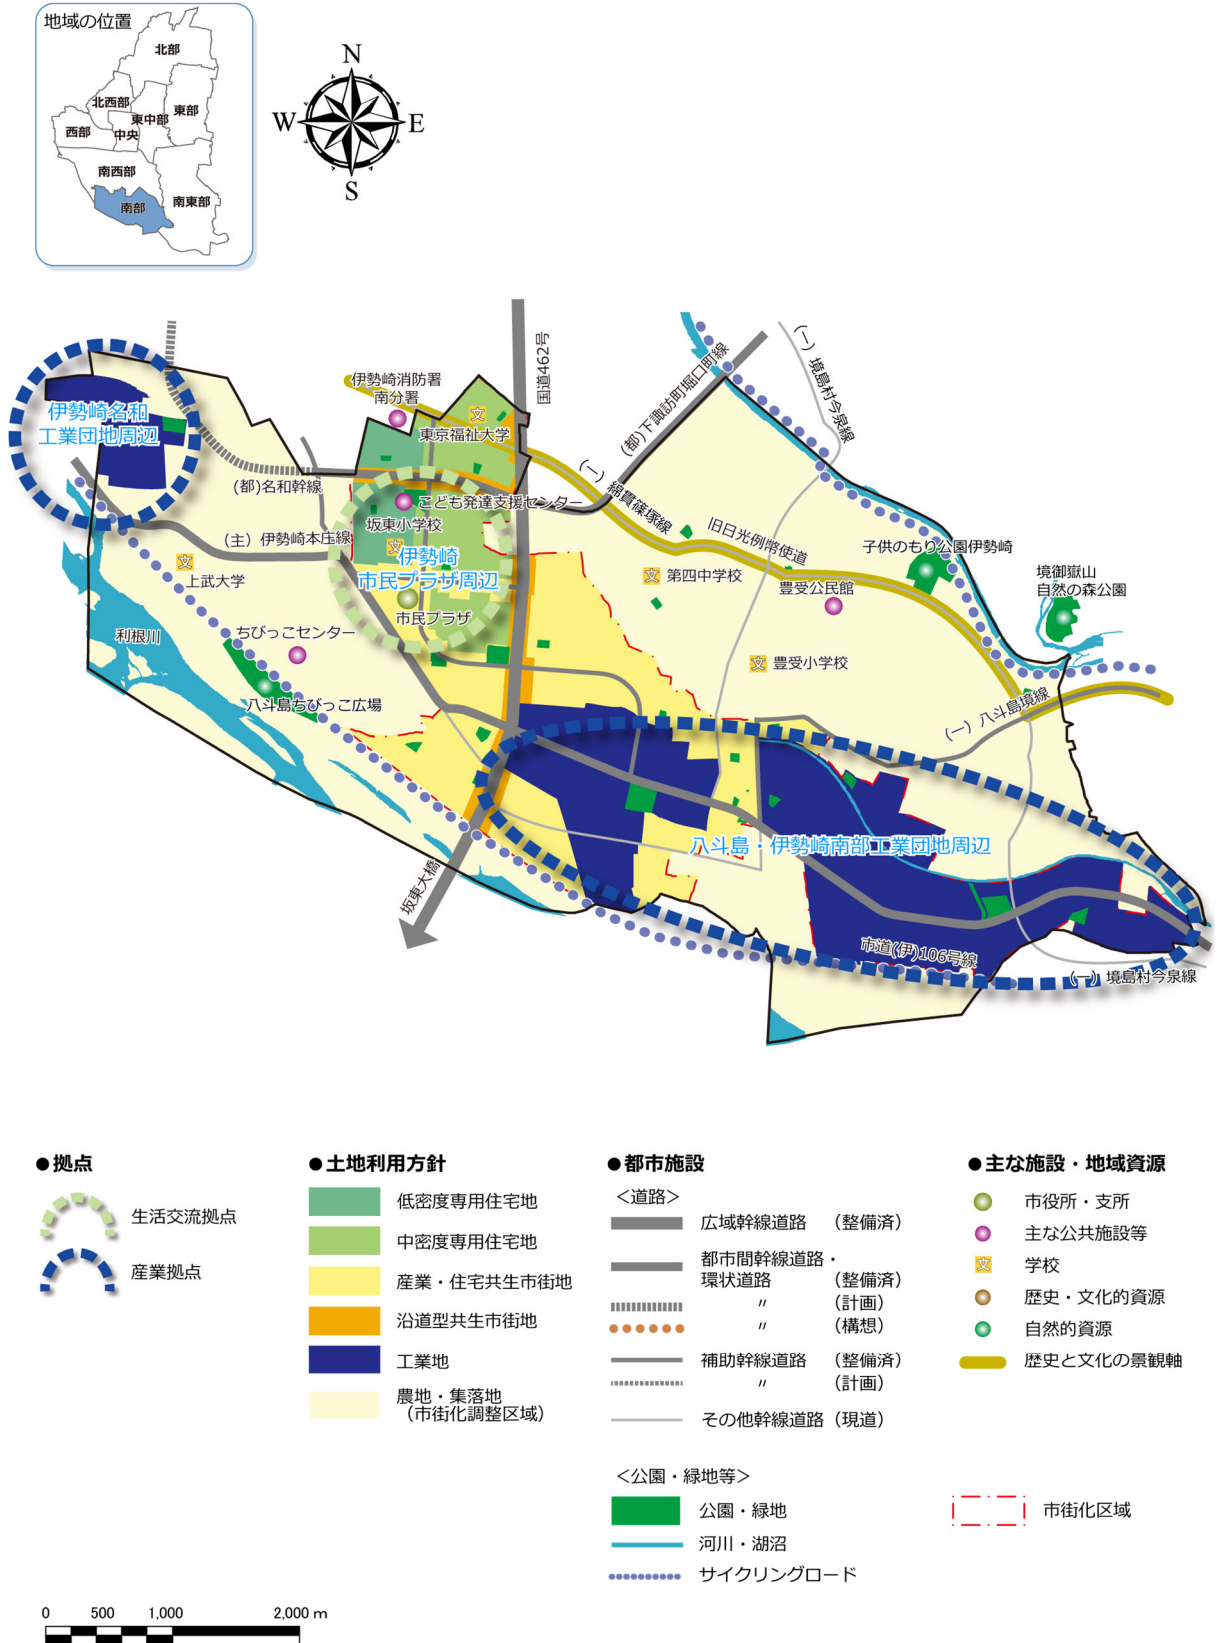 地域の位置
北部
北西部
東中部
東部
西部
中央
南西部
南部
南東部
N
W
E
S
国道462号
(一)境島村今泉線
(都)下諏訪町堀口町線
伊勢崎消防署
南分署
伊勢崎名和
工業団地周辺
東京福祉大学
(一)綿貫篠塚線
(都)名和幹線
こども発達支援センター
坂東小学校
旧日光例幣使道
(主)伊勢崎本庄線
伊勢崎
市民プラザ周辺
子供のもり公園伊勢崎
境御嶽山
自然の森公園
上武大学
第四中学校
豊受公民館
市民プラザ
ちびっこセンター
利根川
豊受小学校
八斗島ちびっこ広場
(一)八斗島境線
八斗島・伊勢崎南部工業団地周辺
坂東大橋
市道(伊)106号線
(一)境島村今泉線
●拠点
生活交流拠点
産業拠点
●土地利用方針
低密度専用住宅地
中密度専用住宅地
産業・住宅共生市街地
沿道型共生市街地
工業地
農地・集落地
(市街化調整区域)
●都市施設
<道路>
広域幹線道路 (整備済)
都市間幹線道路・
環状道路 (整備済)
〃 (計画)
〃 (構想)
補助幹線道路 (整備済)
〃 (計画)
その他幹線道路 (現道)
<公園・緑地等>
公園・緑地
河川・湖沼
サイクリングロード
●主な施設・地域資源
市役所・支所
主な公共施設等
文 学校
歴史・文化的資源
自然的資源
歴史と文化の景観軸
市街化区域
0 500 1,000 2,000 m